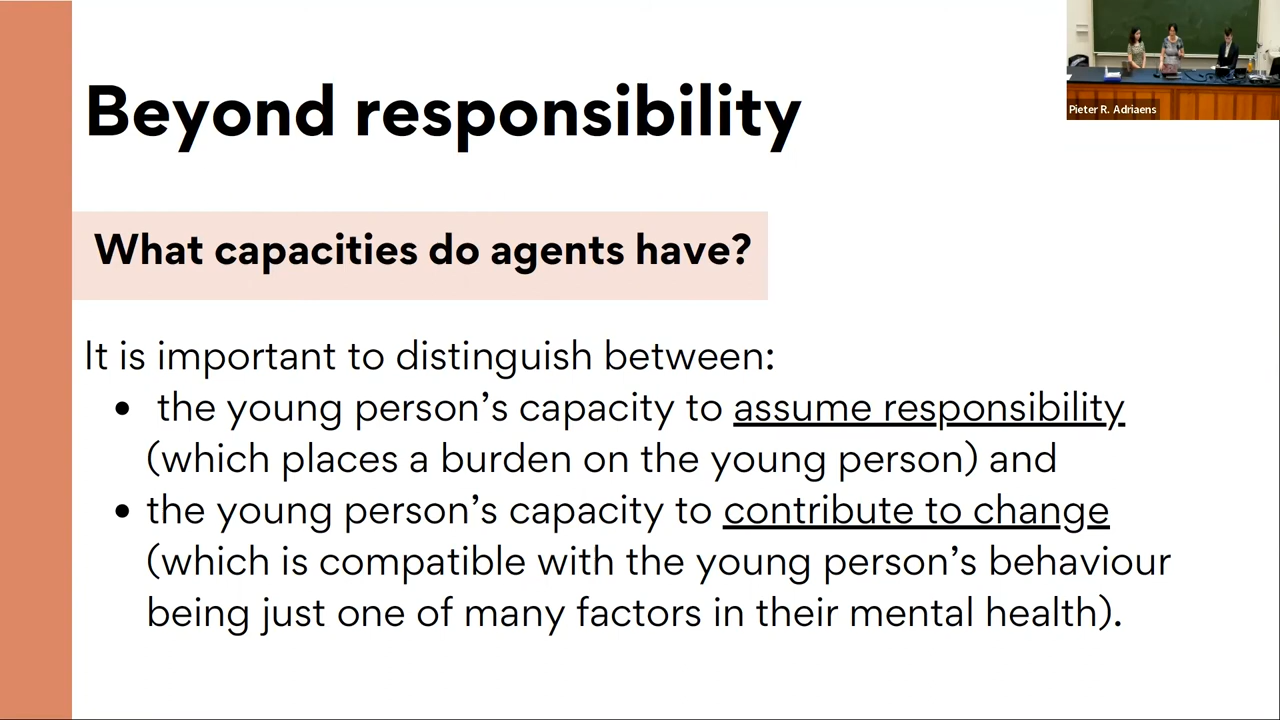 Pieter R. Adriaens
Beyond responsibility
What capacities do agents have?
It is important to distinguish between:
• the young person’s capacity to assume responsibility
(which places a burden on the young person) and
• the young person’s capacity to contribute to change
(which is compatible with the young person’s behaviour
being just one of many factors in their mental health).